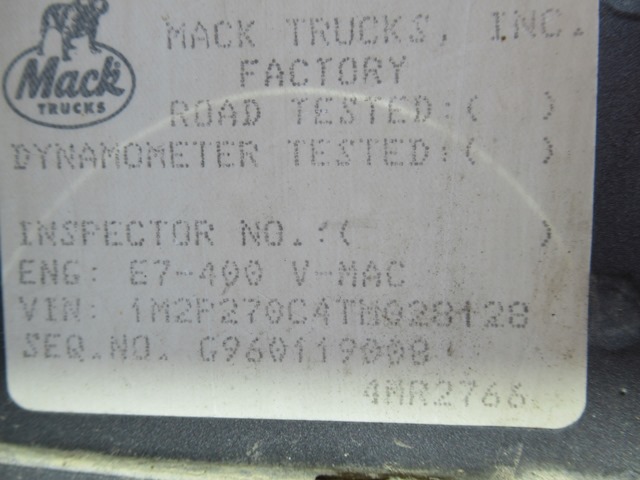 Mack
TRUCKS
MACK TRUCKS, INC.
FACTORY
ROAD TESTED:(    )
DYNAMOMETER TESTED:(    )
INSPECTOR NO.:(    )
ENG: E7-400 V-MAC
VIN: 1M2P270C4TM028128
SEQ.NO. G960119008
4MR2766